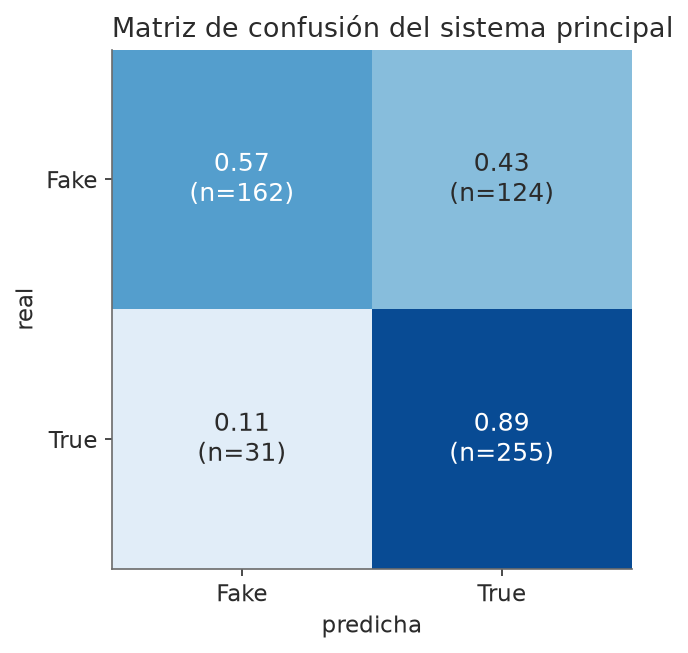 Matriz de confusión del sistema principal
Fake
0.57
(n=162)
0.43
(n=124)
real
True
0.11
(n=31)
0.89
(n=255)
Fake
True
predicha